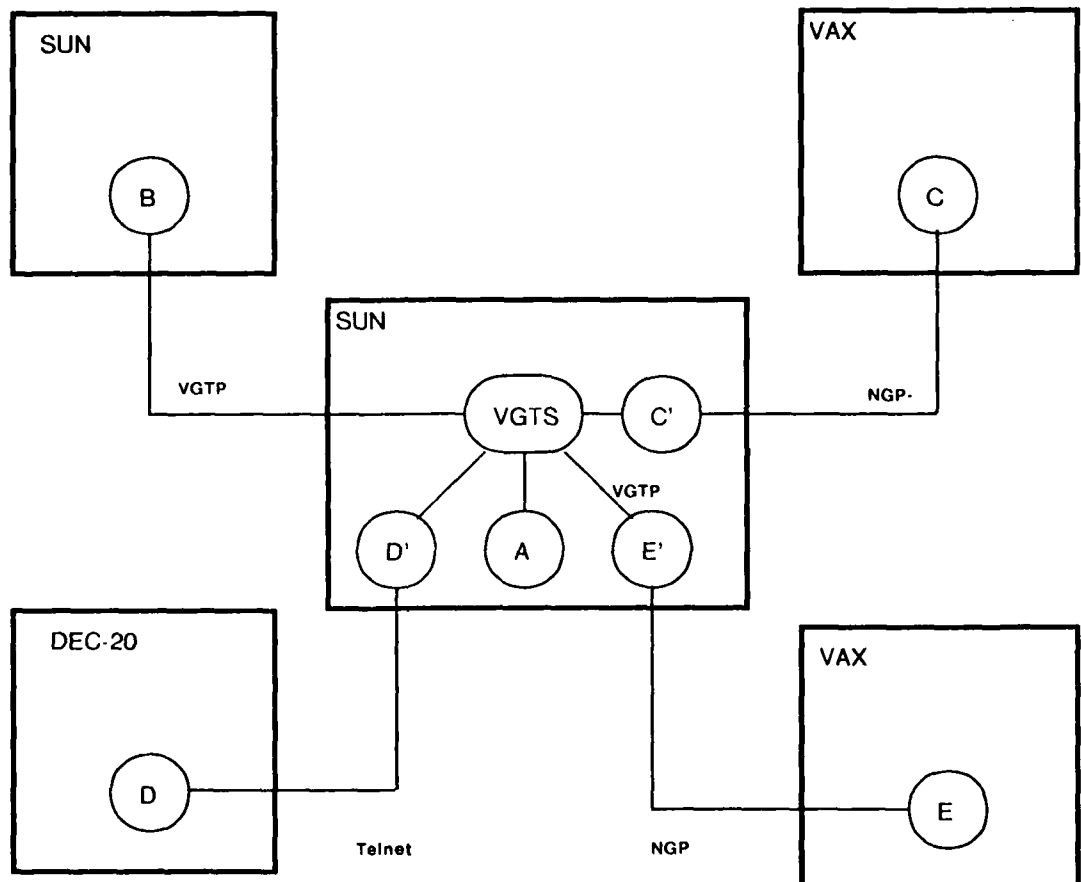 SUN
VAX
B
C
SUN
VGTP
NGP-
VGTS
C'
VGTP
D'
A
E'
DEC-20
VAX
D
E
Telnet
NGP